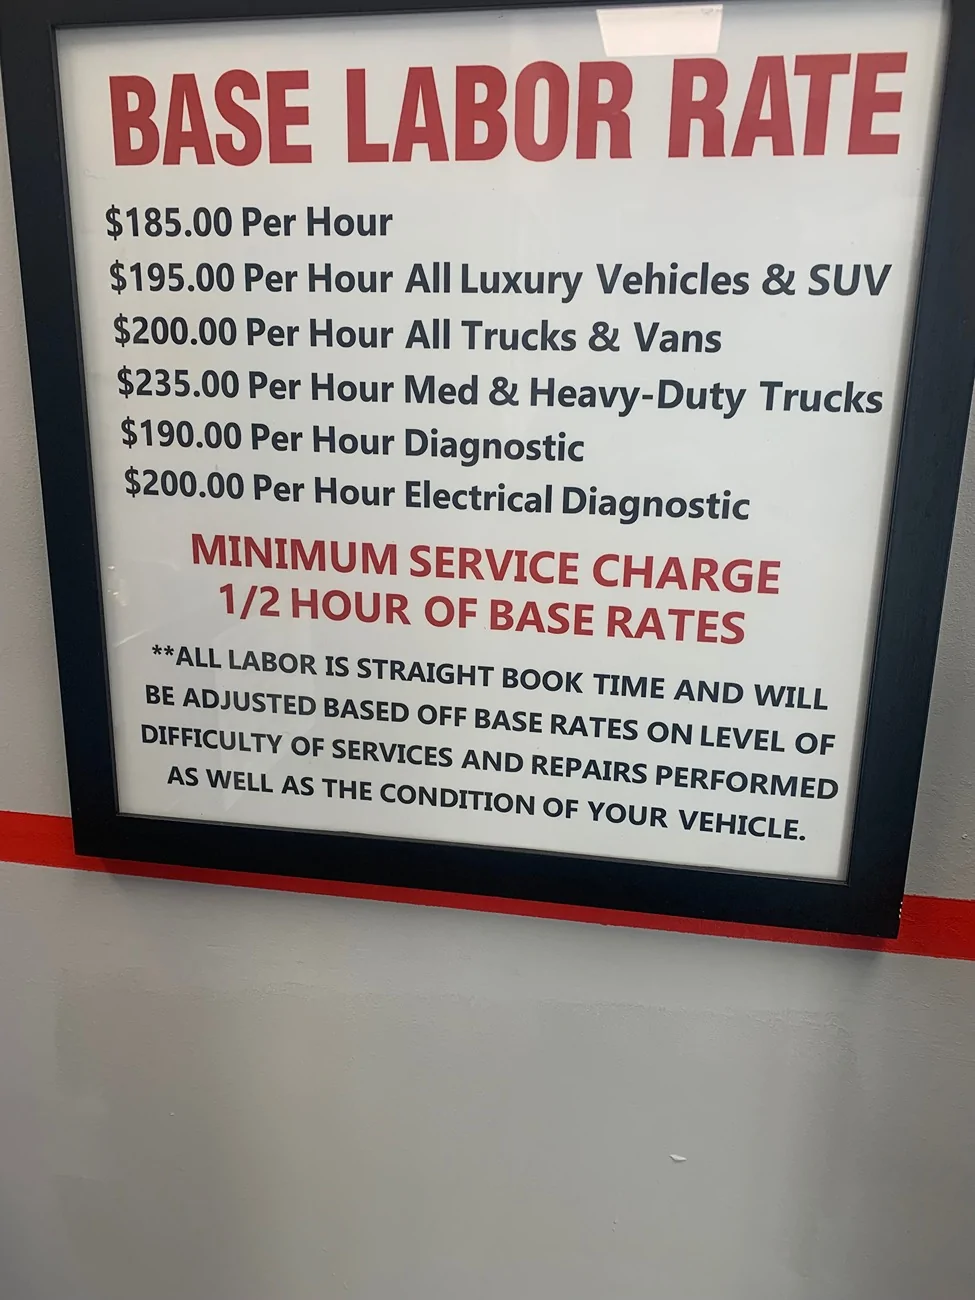 BASE LABOR RATE
$185.00 Per Hour
$195.00 Per Hour All Luxury Vehicles & SUV
$200.00 Per Hour All Trucks & Vans
$235.00 Per Hour Med & Heavy-Duty Trucks
$190.00 Per Hour Diagnostic
$200.00 Per Hour Electrical Diagnostic
MINIMUM SERVICE CHARGE
1/2 HOUR OF BASE RATES
**ALL LABOR IS STRAIGHT BOOK TIME AND WILL
BE ADJUSTED BASED OFF BASE RATES ON LEVEL OF
DIFFICULTY OF SERVICES AND REPAIRS PERFORMED
AS WELL AS THE CONDITION OF YOUR VEHICLE.